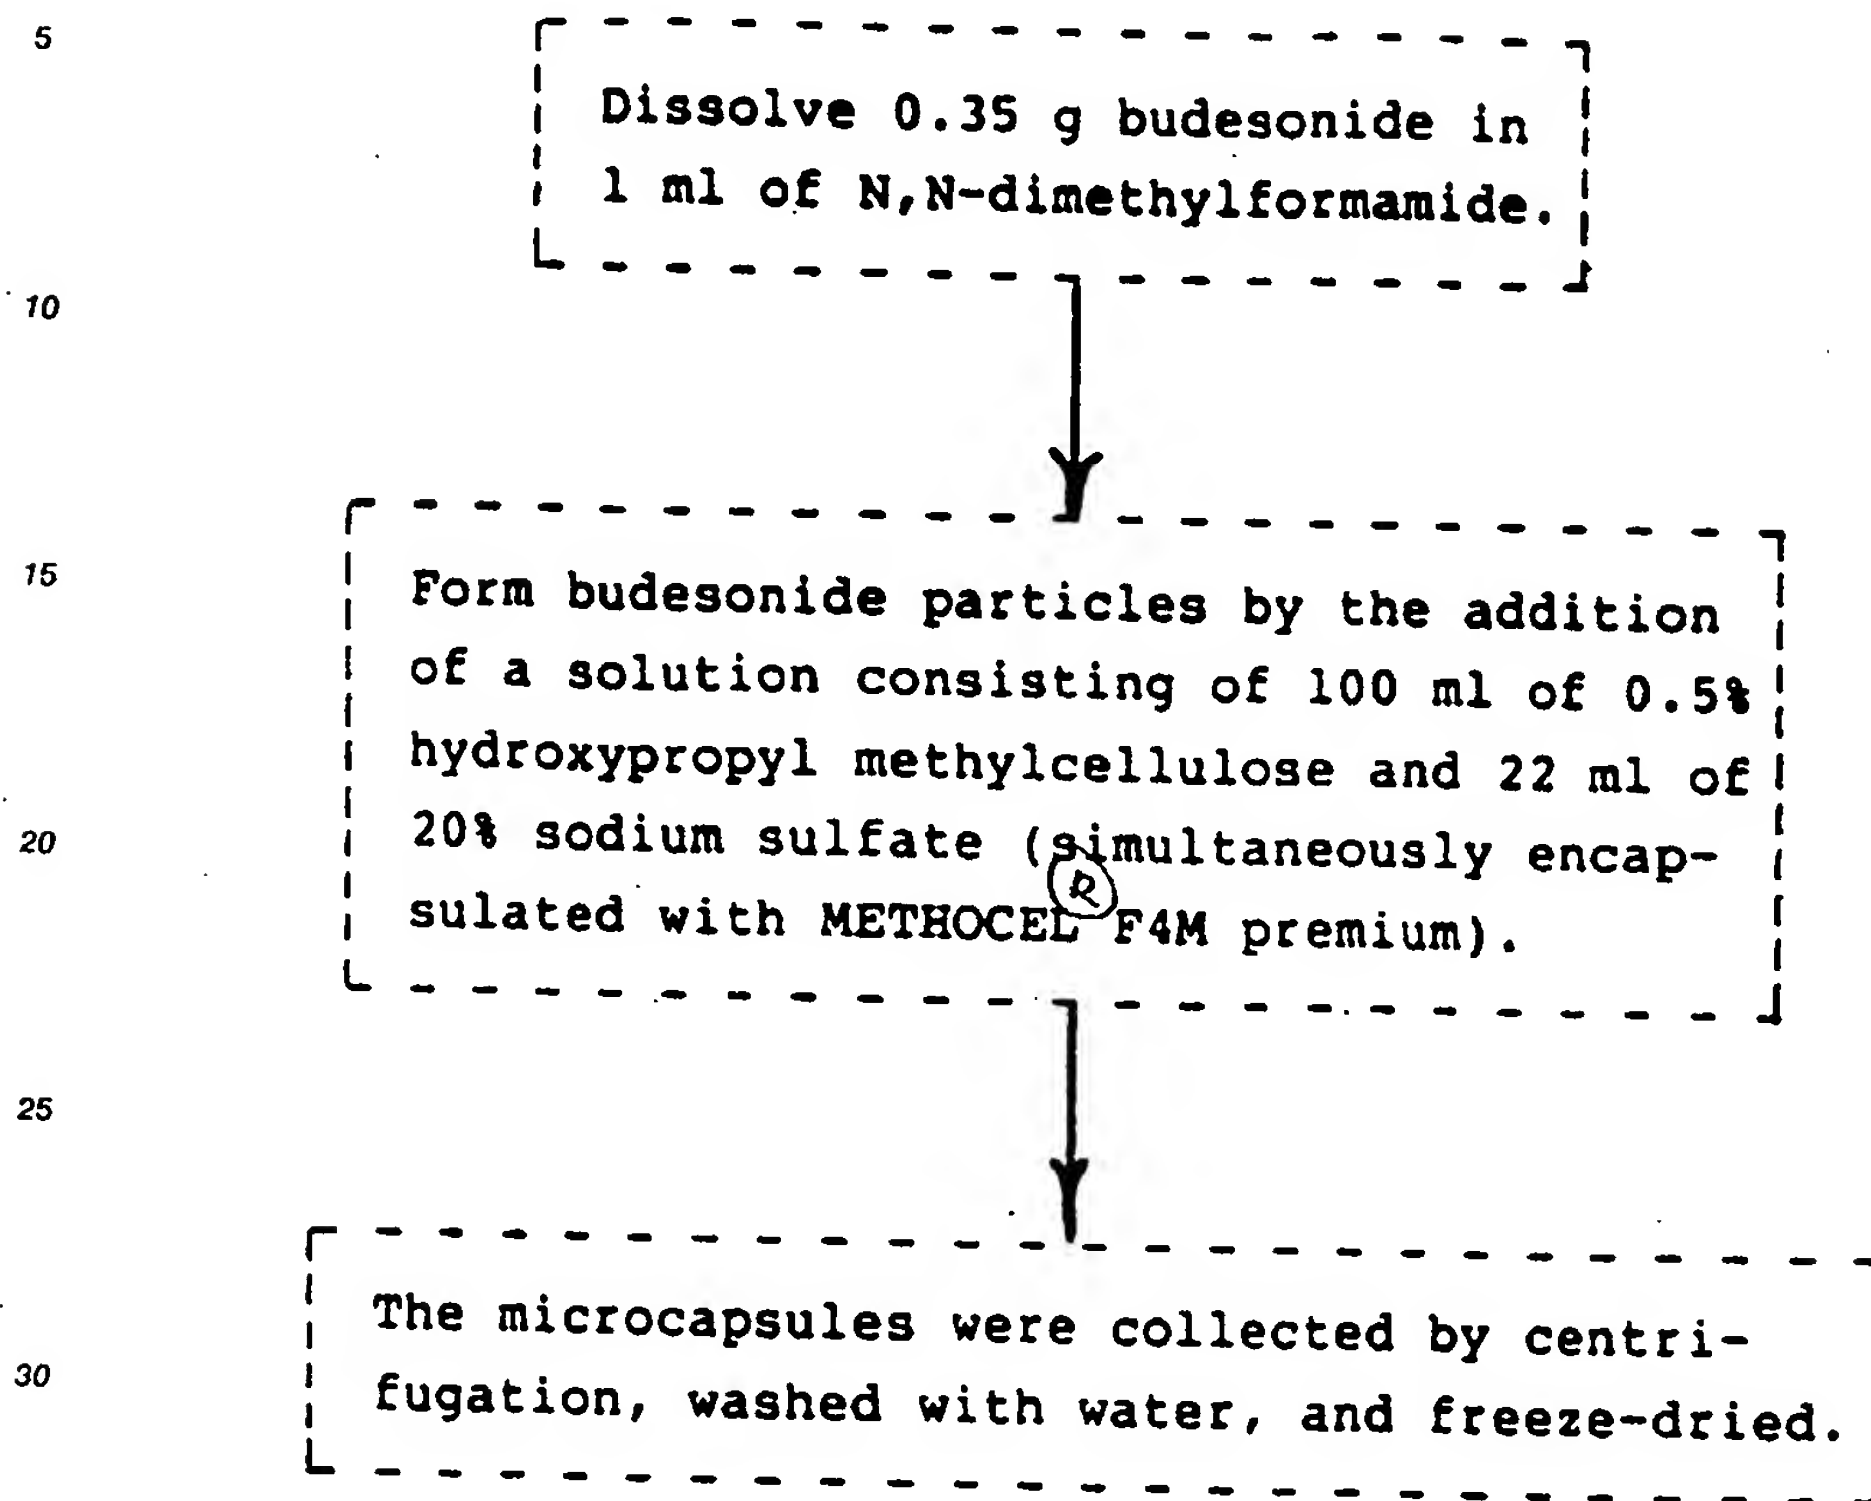 5
Dissolve 0.35 g budesonide in
1 ml of N,N-dimethylformamide.
10
15
Form budesonide particles by the addition
of a solution consisting of 100 ml of 0.5%
hydroxypropyl methylcellulose and 22 ml of
20
20% sodium sulfate (simultaneously encap-
sulated with METHOCEL® F4M premium).
25
The microcapsules were collected by centri-
30
fugation, washed with water, and freeze-dried.